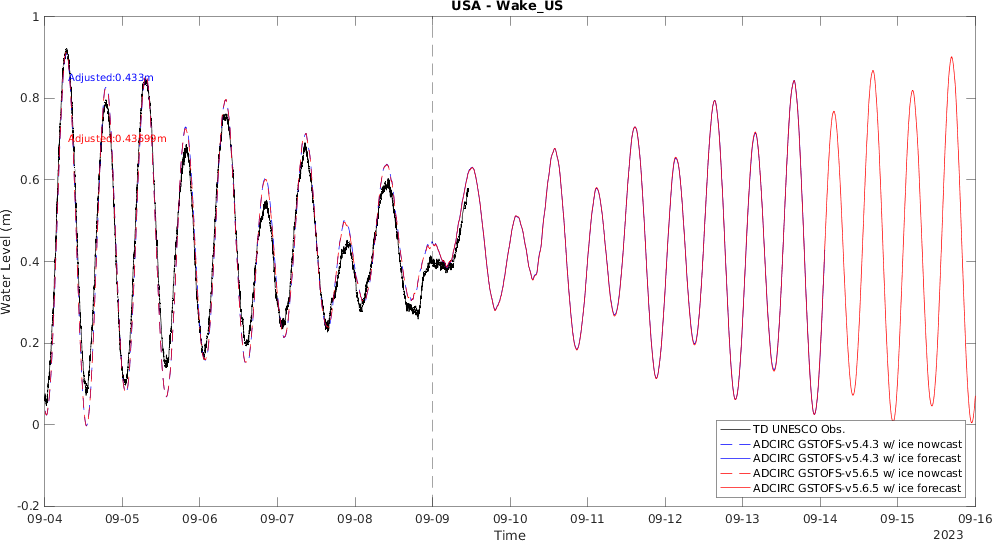 USA - Wake_US
Water Level (m)
1
0.8
0.6
0.4
0.2
0
-0.2
Adjusted:0.433m
Adjusted:0.43699m
TD UNESCO Obs.
ADCIRC GSTOFS-v5.4.3 w/ ice nowcast
ADCIRC GSTOFS-v5.4.3 w/ ice forecast
ADCIRC GSTOFS-v5.6.5 w/ ice nowcast
ADCIRC GSTOFS-v5.6.5 w/ ice forecast
09-04 09-05 09-06 09-07 09-08 09-09 09-10 09-11 09-12 09-13 09-14 09-15 09-16
Time
2023